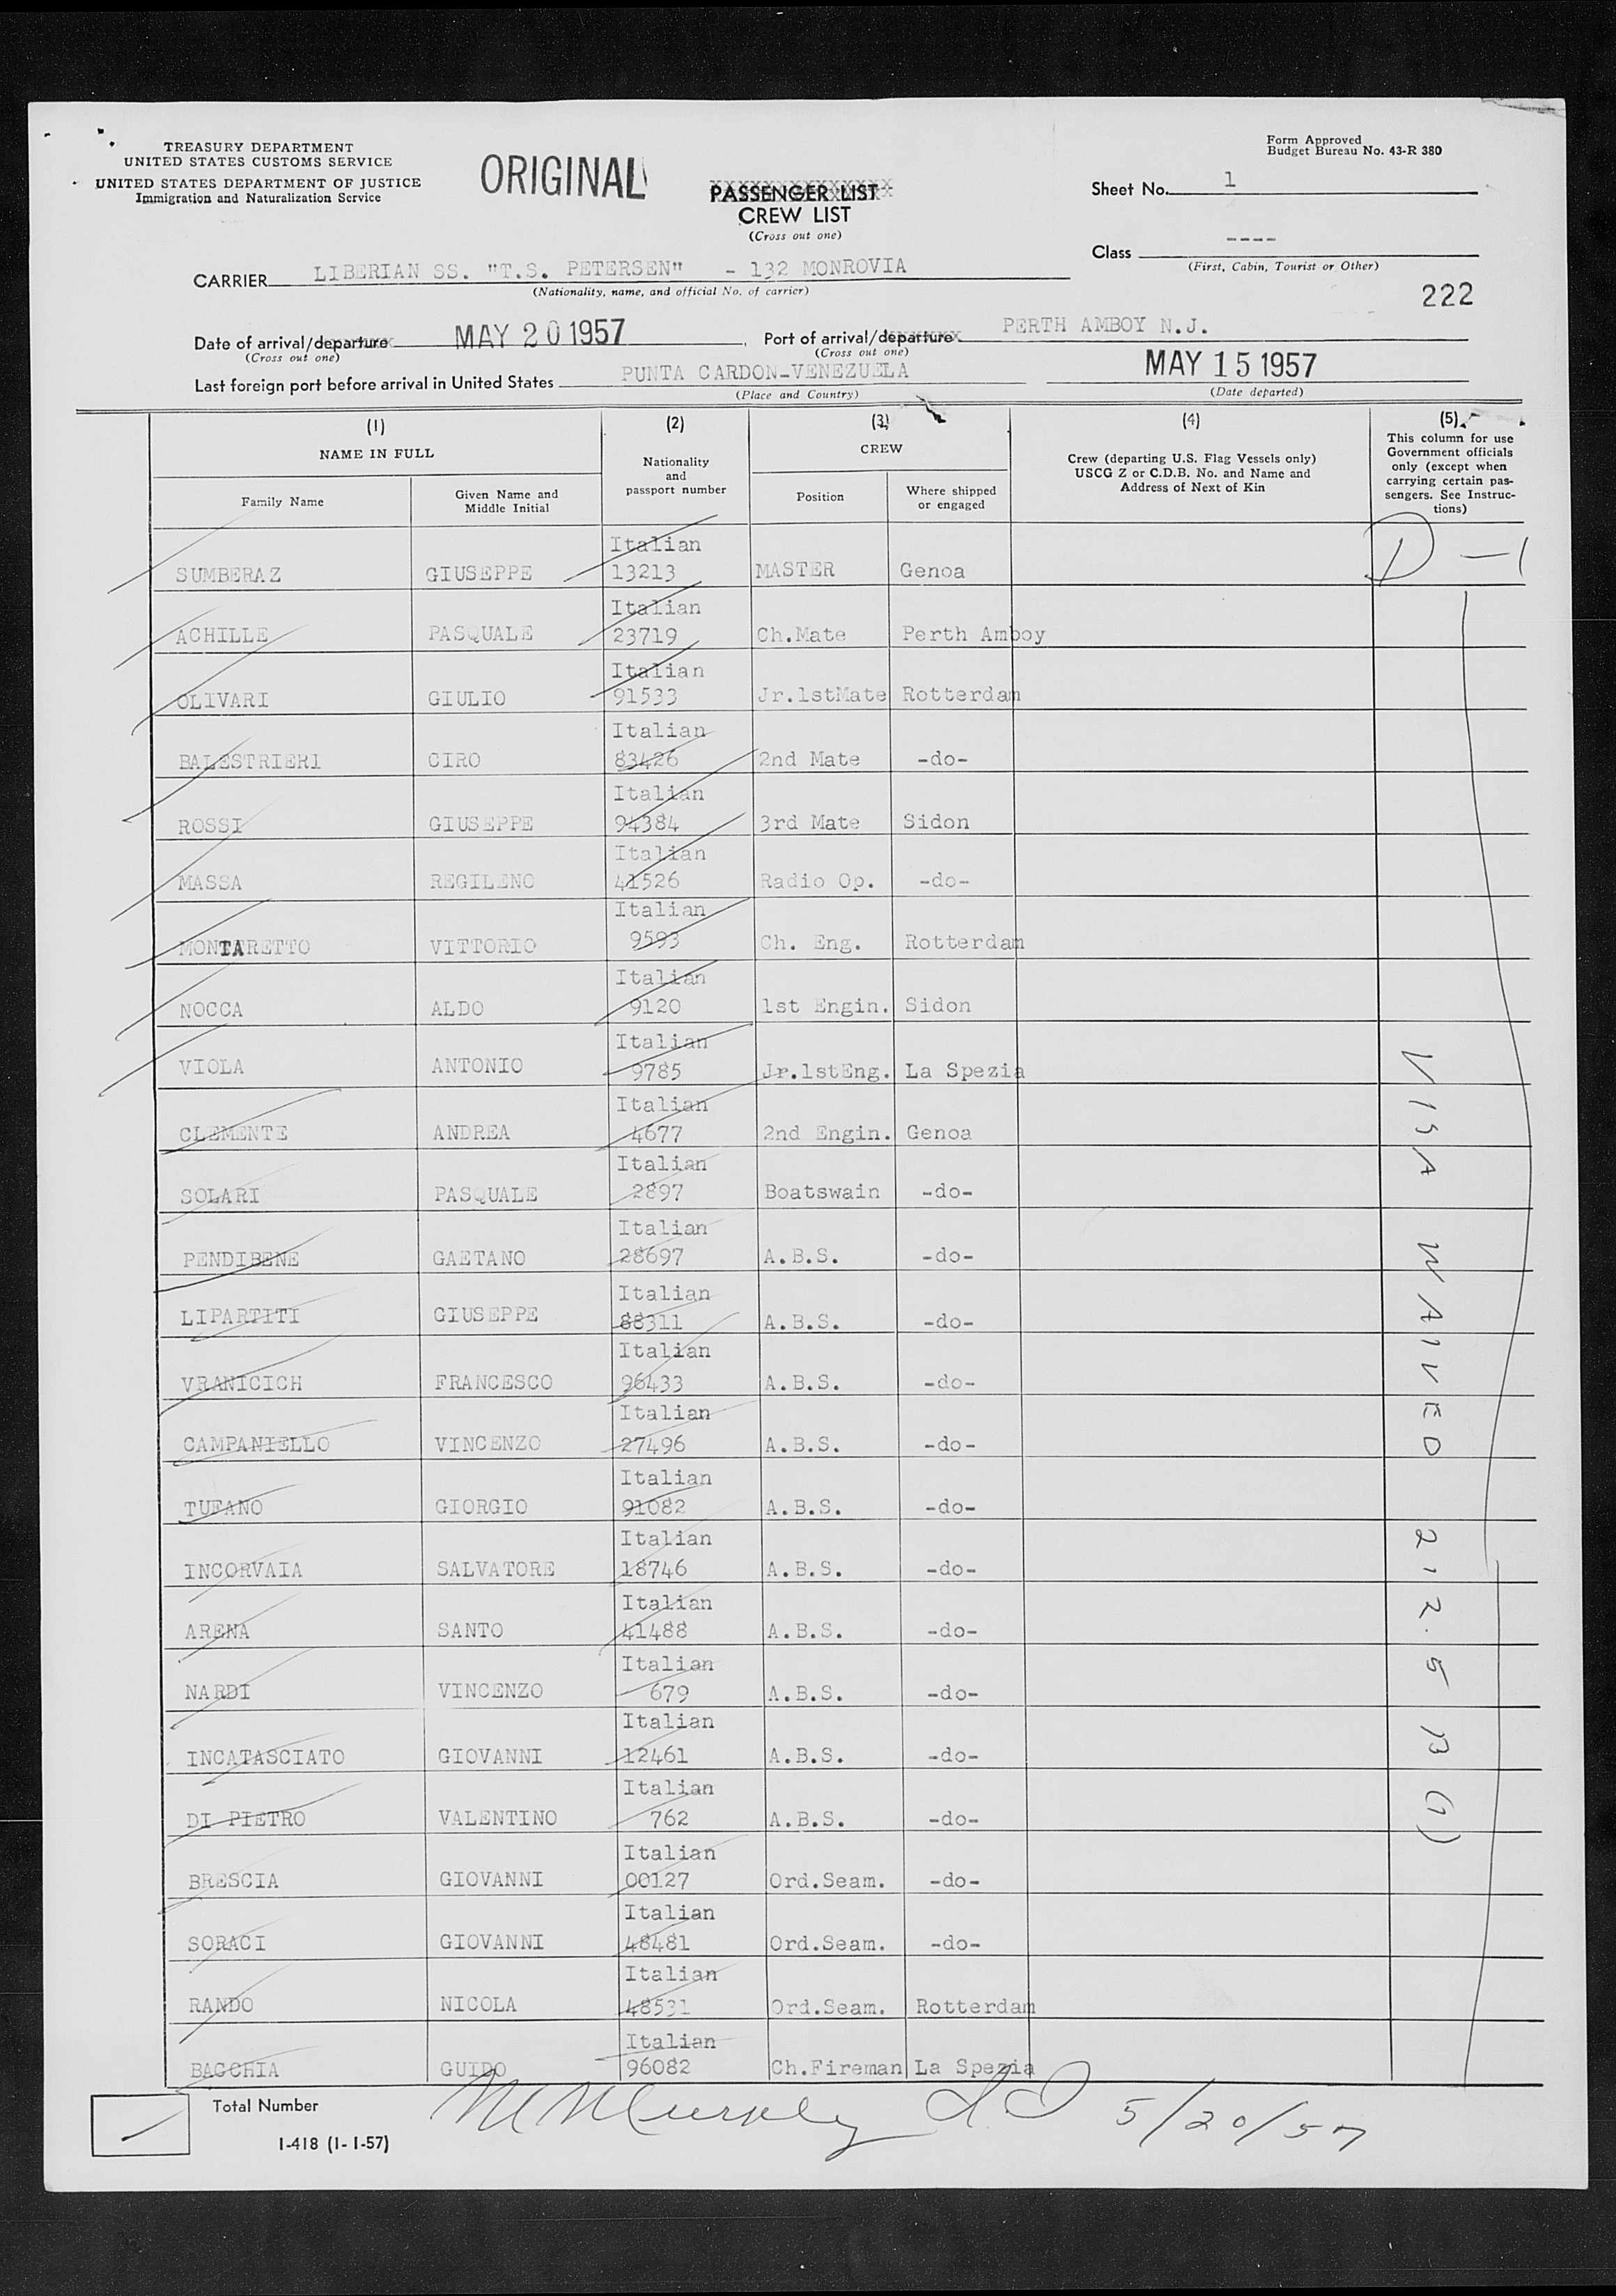 TREASURY DEPARTMENT
UNITED STATES CUSTOMS SERVICE
UNITED STATES DEPARTMENT OF JUSTICE
Immigration and Naturalization Service
ORIGINAL
PASSENGER LIST
CREW LIST
(Cross out one)
Form Approved
Budget Bureau No. 43-R 380
Sheet No. 1
Class ----
(First, Cabin, Tourist or Other)
CARRIER LIBERIAN SS. "T.S. PETERSEN" - 132 MONROVIA
(Nationality, name, and official No. of carrier)
222
Date of arrival/departure MAY 20 1957, Port of arrival/departure PERTH AMBOY N.J.
(Cross out one) (Cross out one)
Last foreign port before arrival in United States PUNTA CARDON-VENEZUELA MAY 15 1957
(Place and Country) (Date departed)
(1) (2) (3) (4) (5)
NAME IN FULL
Family Name
Given Name and
Middle Initial
Nationality
and
passport number
CREW
Position
Where shipped
or engaged
Crew (departing U.S. Flag Vessels only)
USCG Z or C.D.B. No. and Name and
Address of Next of Kin
This column for use
Government officials
only (except when
carrying certain pas-
sengers. See Instruc-
tions)
Italian
SUMBERAZ GIUSEPPE 13213 MASTER Genoa D-1
Italian
ACHILLE PASQUALE 23719 Ch.Mate Perth Amboy
Italian
OLIVARI GIULIO 91533 Jr.1stMate Rotterdam
Italian
BALESTRIERI CIRO 83426 2nd Mate -do-
Italian
ROSSI GIUSEPPE 94384 3rd Mate Sidon
Italian
MASSA REGILENO 41526 Radio Op. -do-
Italian
MONTARETTO VITTORIO 9593 Ch. Eng. Rotterdam
Italian
NOCCA ALDO 9120 1st Engin. Sidon
Italian
VIOLA ANTONIO 9785 Jr.1stEng. La Spezia
Italian
CLEMENTE ANDREA 4677 2nd Engin. Genoa
Italian
SOLARI PASQUALE 2897 Boatswain -do-
Italian
PENDIBENE GAETANO 28697 A.B.S. -do-
Italian
LIPARTITI GIUSEPPE 88311 A.B.S. -do-
Italian
VRANICICH FRANCESCO 96433 A.B.S. -do-
Italian
CAMPANIELLO VINCENZO 27496 A.B.S. -do-
Italian
TUFANO GIORGIO 91082 A.B.S. -do-
Italian
INCORVAIA SALVATORE 18746 A.B.S. -do-
Italian
ARENA SANTO 41488 A.B.S. -do-
Italian
NARDI VINCENZO 679 A.B.S. -do-
Italian
INCATASCIATO GIOVANNI 12461 A.B.S. -do-
Italian
DI PIETRO VALENTINO 762 A.B.S. -do-
Italian
BRESCIA GIOVANNI 00127 Ord.Seam. -do-
Italian
SORACI GIOVANNI 48481 Ord.Seam. -do-
Italian
RANDO NICOLA 48531 Ord.Seam. Rotterdam
Italian
BACCHIA GUIDO 96082 Ch.Fireman La Spezia
VISA WAIVED 212.5 B(1)
Total Number
I-418 (1-1-57)
M Murphy 5/20/57